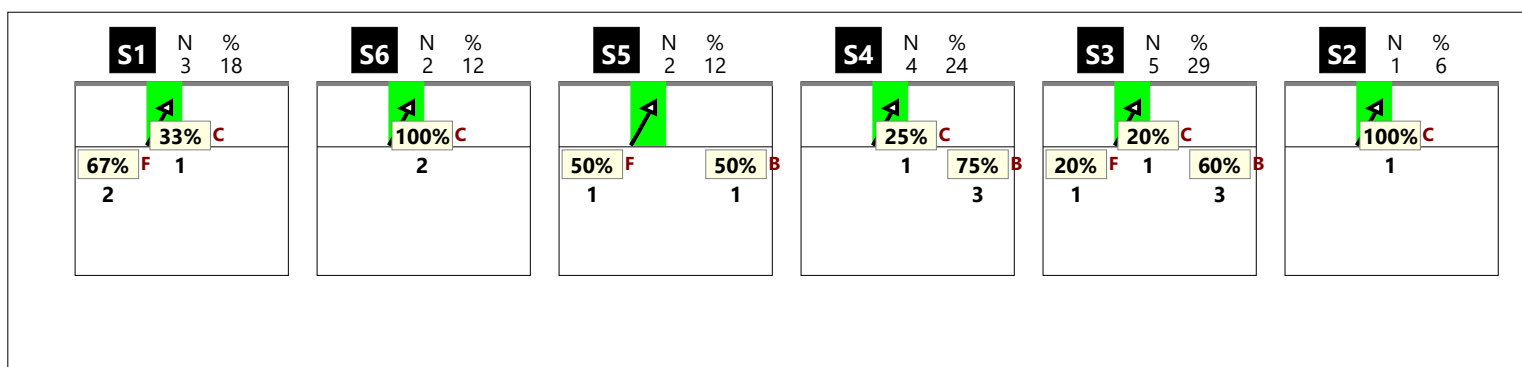 S1 N % S6 N % S5 N % S4 N % S3 N % S2 N %
3 18 2 12 2 12 4 24 5 29 1 6
33% C 100% C 25% C 20% C 100% C
67% F 1 2 50% F 50% B 1 75% B 20% F 1 60% B 1
2 1 1 3 1 3